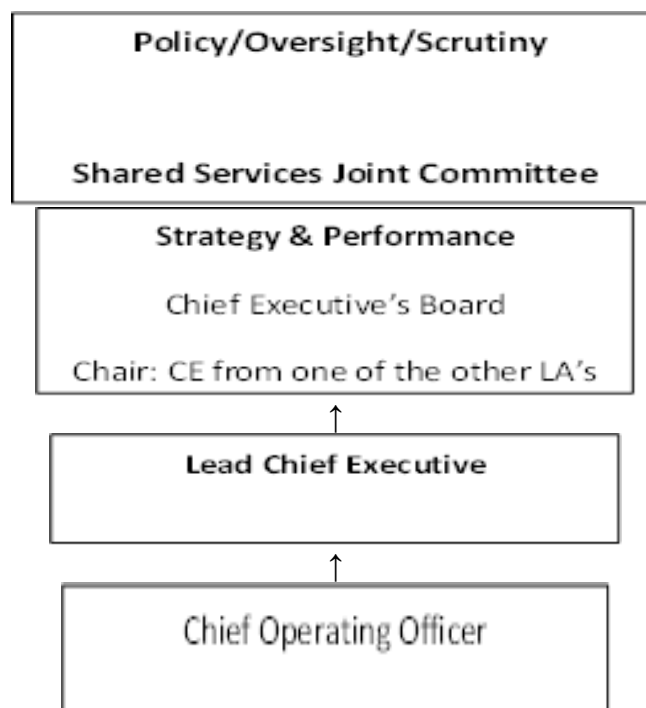 Policy/Oversight/Scrutiny
Shared Services Joint Committee
Strategy & Performance
Chief Executive’s Board
Chair: CE from one of the other LA’s
↑
Lead Chief Executive
↑
Chief Operating Officer